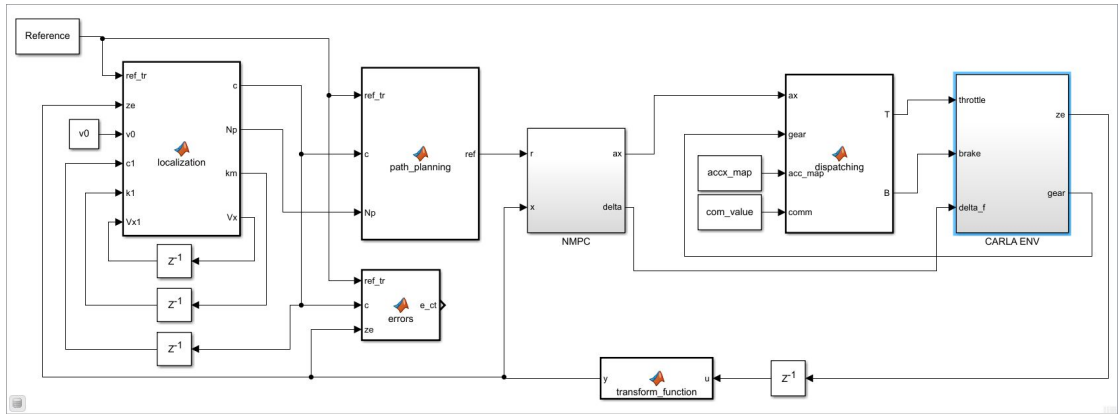 Reference
ref_tr
ze
v0
v0
c1
k1
Vx1
localization
c
Np
km
Vx
Z-1
Z-1
Z-1
ref_tr
c
Np
path_planning
ref
ref_tr
c
ze
errors
e_ct
r
x
ax
delta
NMPC
accx_map
com_value
ax
gear
acc_map
comm
dispatching
T
B
throttle
brake
delta_f
ze
gear
CARLA ENV
y
u
transform_function
Z-1